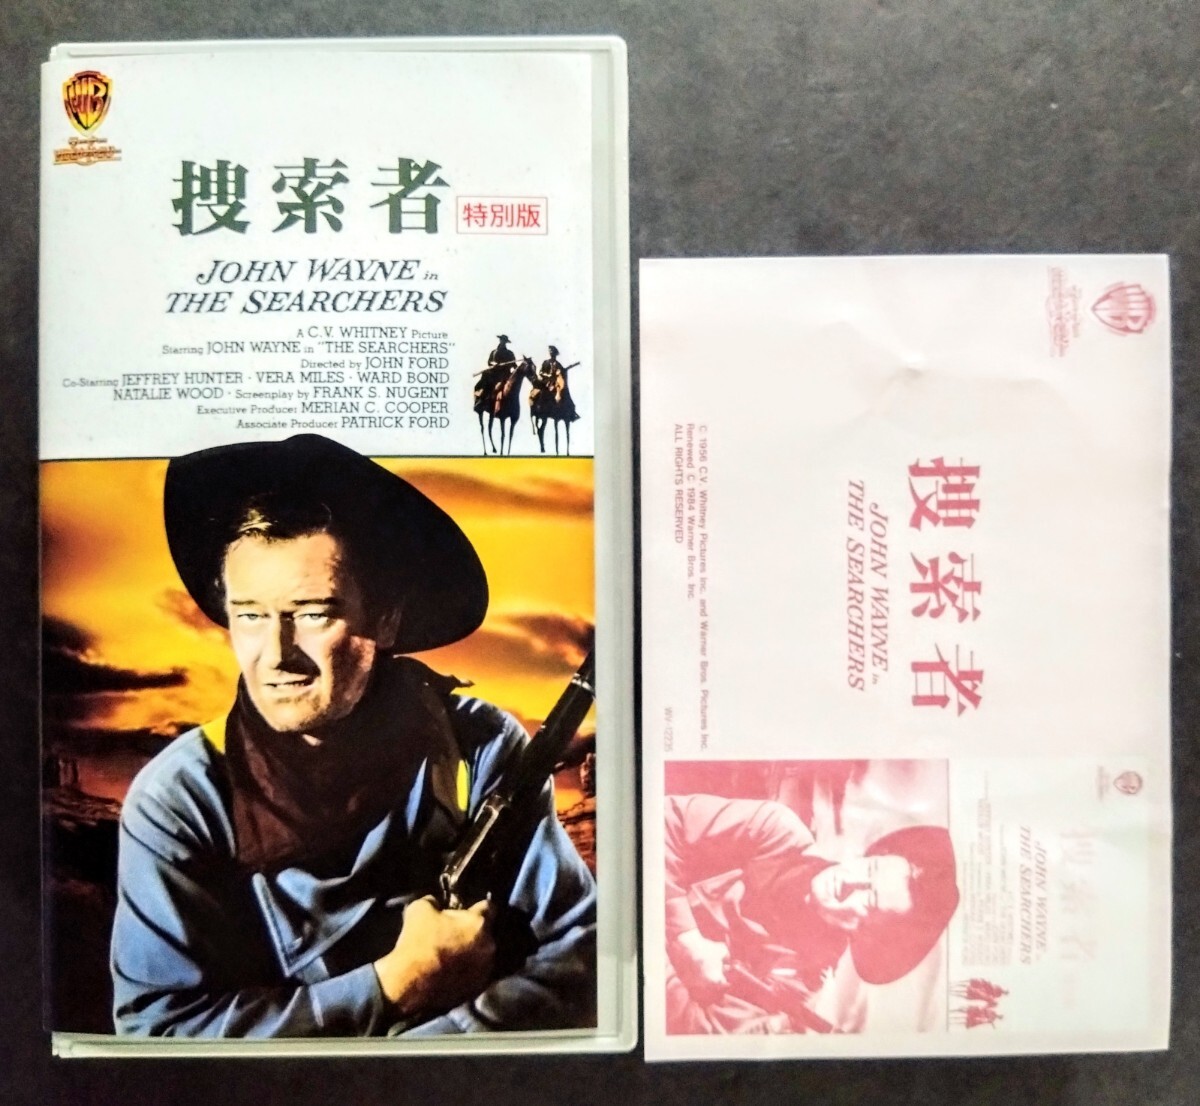 捜索者
特別版
JOHN WAYNE in
THE SEARCHERS
A C.V. WHITNEY Picture
Starring JOHN WAYNE in "THE SEARCHERS"
Directed by JOHN FORD
Co-Starring JEFFREY HUNTER · VERA MILES · WARD BOND
NATALIE WOOD · Screenplay by FRANK S. NUGENT
Executive Producer MERIAN C. COOPER
Associate Producer PATRICK FORD
捜索者
JOHN WAYNE in
THE SEARCHERS
© 1956 C.V. Whitney Pictures Inc. and Warner Bros. Pictures Inc.
Renewed © 1984 Warner Bros. Inc.
ALL RIGHTS RESERVED
捜索者
JOHN WAYNE in
THE SEARCHERS